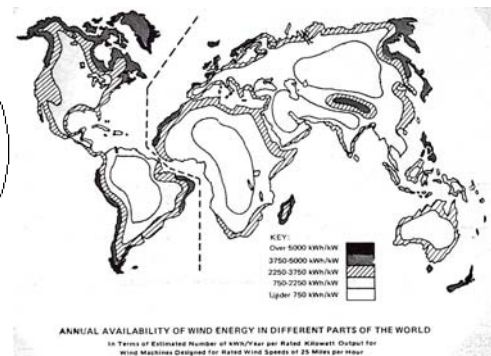 KEY:
Over 5000 kWh/kW
3750-5000 kWh/kW
2250-3750 kWh/kW
750-2250 kWh/kW
Under 750 kWh/kW
ANNUAL AVAILABILITY OF WIND ENERGY IN DIFFERENT PARTS OF THE WORLD
In Terms of Estimated Number of kWh/Year per Rated Kilowatt Output for
Wind Machines Designed for Rated Wind Speeds of 25 Miles per Hour